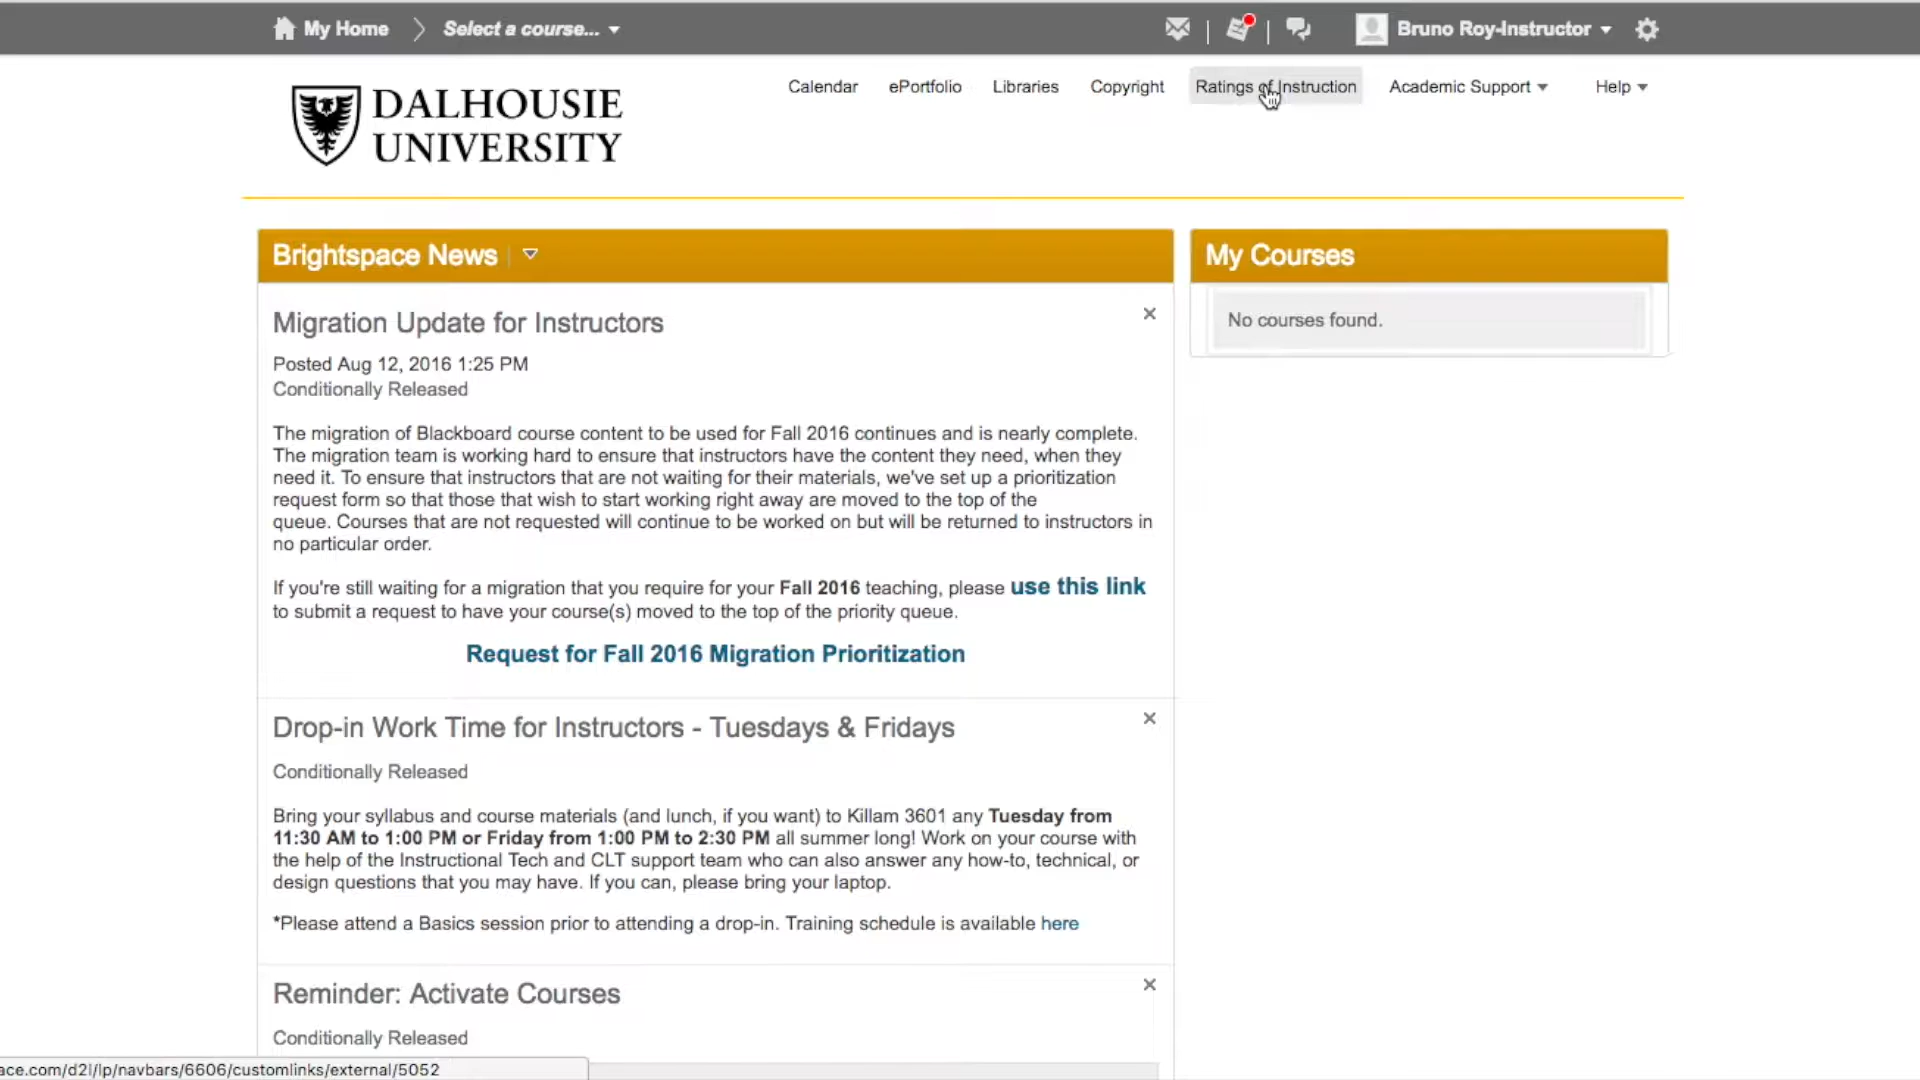 My Home
Select a course...
Bruno Roy-Instructor
DALHOUSIE
UNIVERSITY
Calendar ePortfolio Libraries Copyright Ratings of Instruction Academic Support Help
Brightspace News
Migration Update for Instructors
Posted Aug 12, 2016 1:25 PM
Conditionally Released
The migration of Blackboard course content to be used for Fall 2016 continues and is nearly complete.
The migration team is working hard to ensure that instructors have the content they need, when they
need it. To ensure that instructors that are not waiting for their materials, we've set up a prioritization
request form so that those that wish to start working right away are moved to the top of the
queue. Courses that are not requested will continue to be worked on but will be returned to instructors in
no particular order.
If you're still waiting for a migration that you require for your Fall 2016 teaching, please use this link
to submit a request to have your course(s) moved to the top of the priority queue.
Request for Fall 2016 Migration Prioritization
Drop-in Work Time for Instructors - Tuesdays & Fridays
Conditionally Released
Bring your syllabus and course materials (and lunch, if you want) to Killam 3601 any Tuesday from
11:30 AM to 1:00 PM or Friday from 1:00 PM to 2:30 PM all summer long! Work on your course with
the help of the Instructional Tech and CLT support team who can also answer any how-to, technical, or
design questions that you may have. If you can, please bring your laptop.
*Please attend a Basics session prior to attending a drop-in. Training schedule is available here
Reminder: Activate Courses
Conditionally Released
My Courses
No courses found.
ace.com/d2l/lp/navbars/6606/customlinks/external/5052